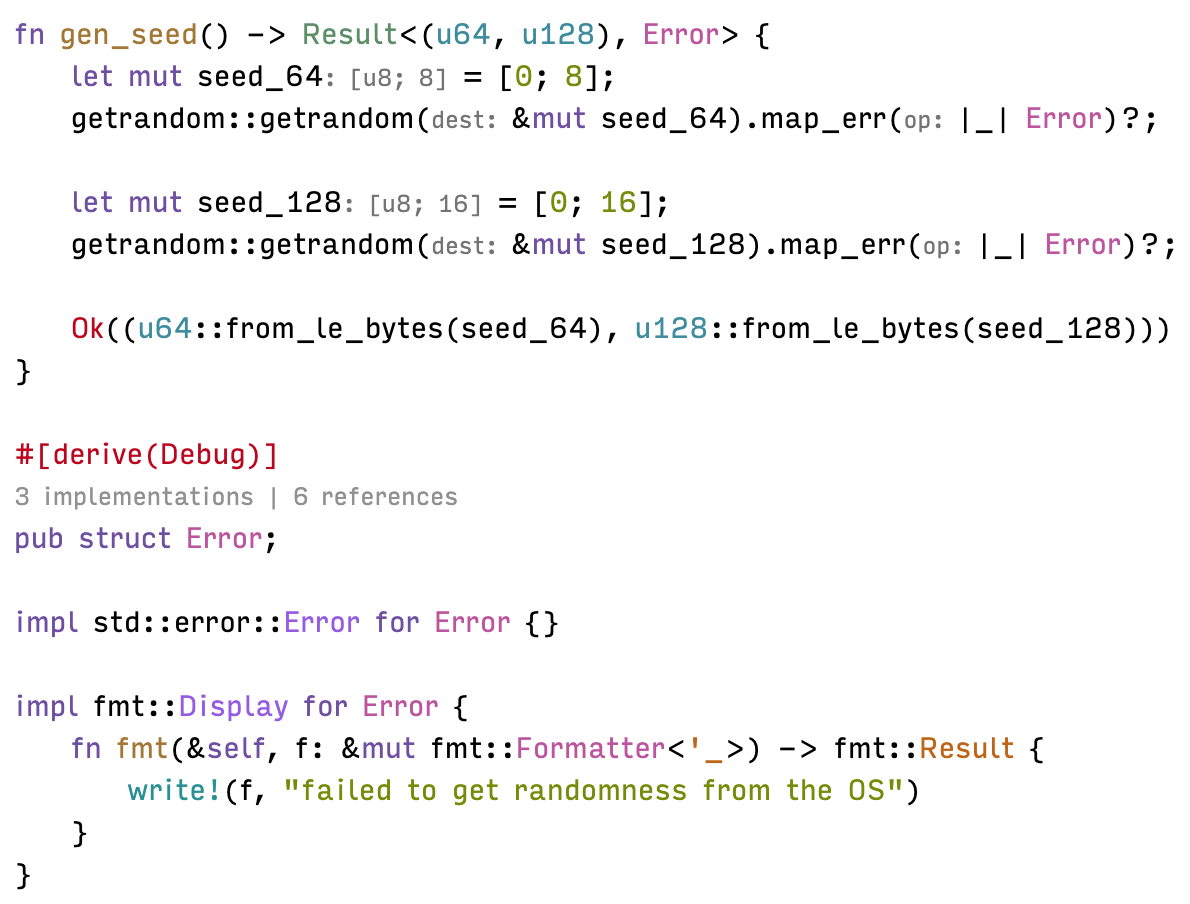 fn gen_seed() -> Result<(u64, u128), Error> {
    let mut seed_64: [u8; 8] = [0; 8];
    getrandom::getrandom(dest: &mut seed_64).map_err(op: |_| Error)?;

    let mut seed_128: [u8; 16] = [0; 16];
    getrandom::getrandom(dest: &mut seed_128).map_err(op: |_| Error)?;

    Ok((u64::from_le_bytes(seed_64), u128::from_le_bytes(seed_128)))
}

#[derive(Debug)]
3 implementations | 6 references
pub struct Error;

impl std::error::Error for Error {}

impl fmt::Display for Error {
    fn fmt(&self, f: &mut fmt::Formatter<'_>) -> fmt::Result {
        write!(f, "failed to get randomness from the OS")
    }
}